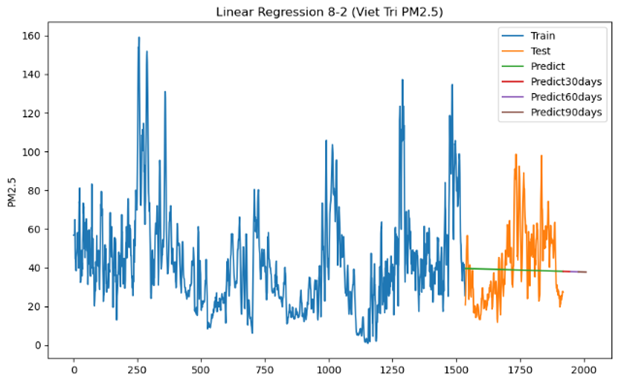 Linear Regression 8-2 (Viet Tri PM2.5)
Train
Test
Predict
Predict30days
Predict60days
Predict90days
PM2.5
160
140
120
100
80
60
40
20
0
0 250 500 750 1000 1250 1500 1750 2000